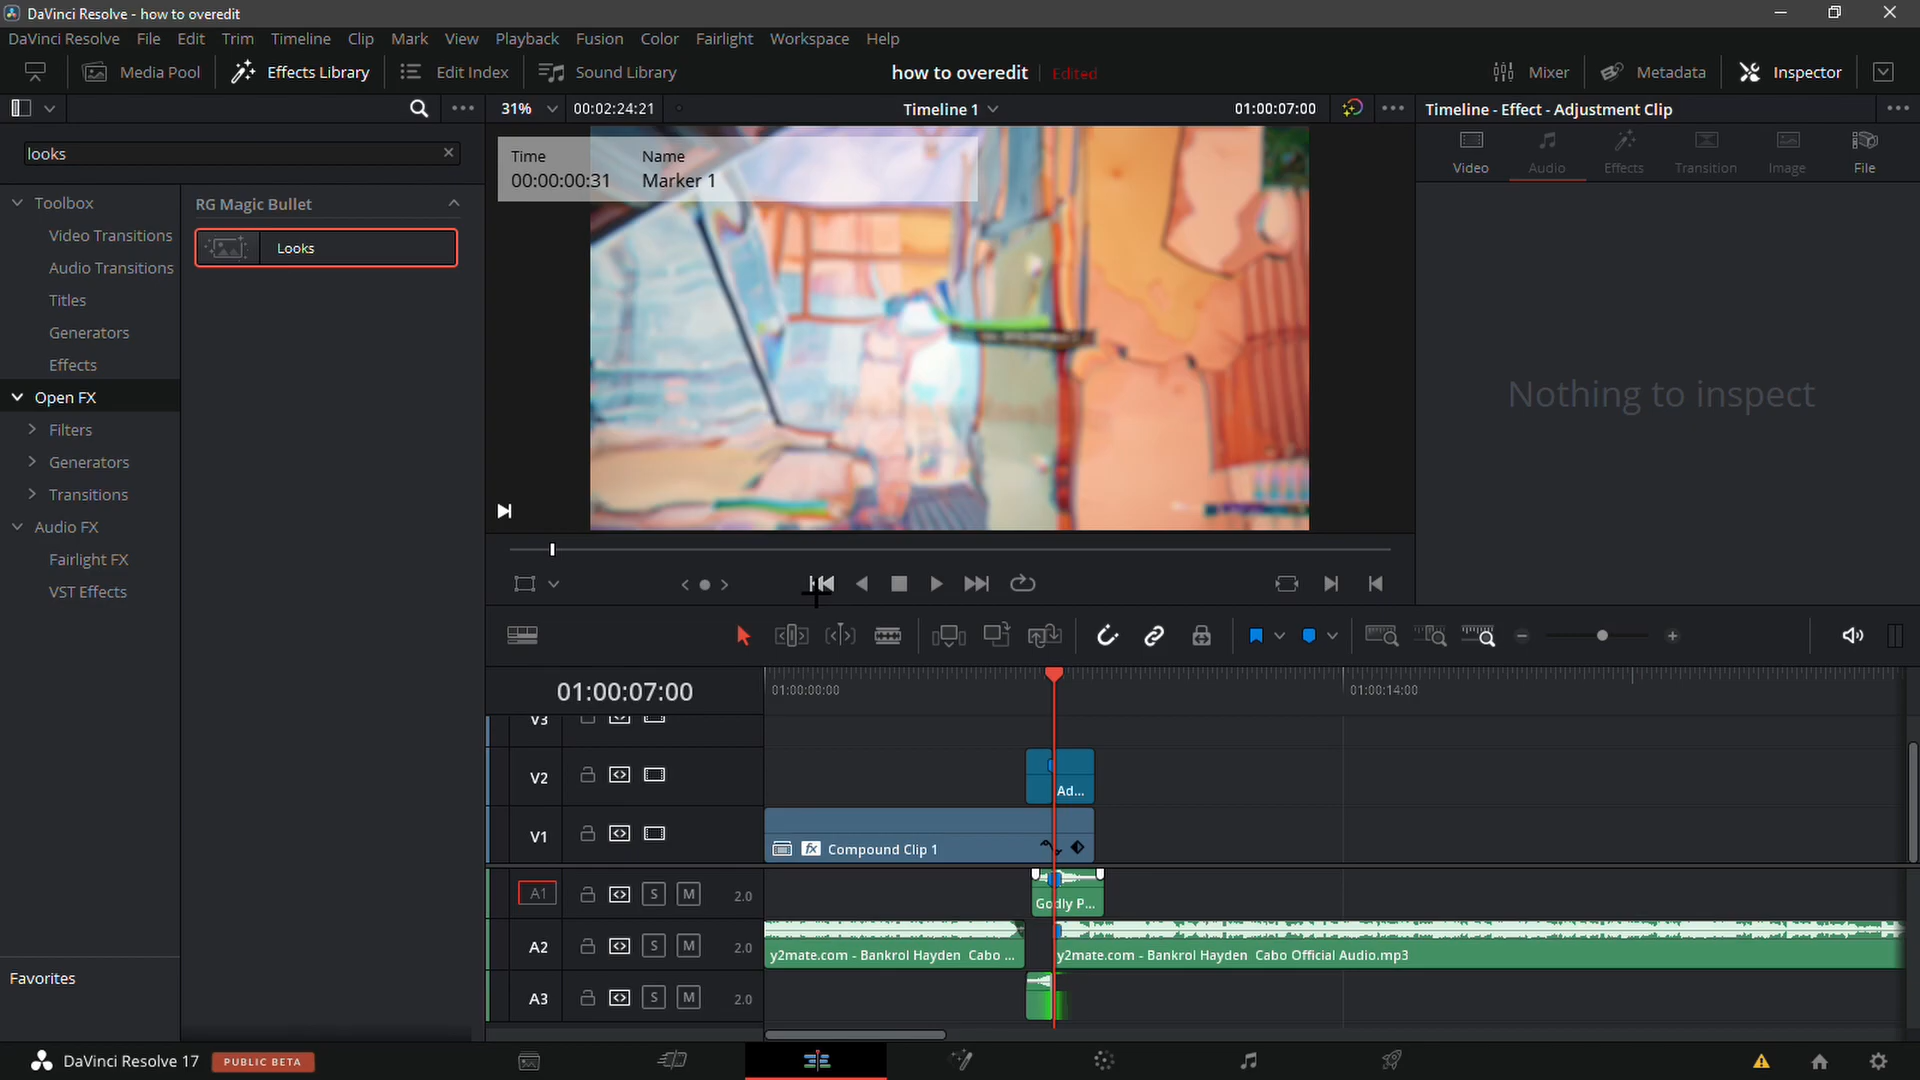 DaVinci Resolve - how to overedit
DaVinci Resolve File Edit Trim Timeline Clip Mark View Playback Fusion Color Fairlight Workspace Help
Media Pool Effects Library Edit Index Sound Library how to overedit Edited Mixer Metadata Inspector
31% 00:02:24:21 Timeline 1 01:00:07:00 Timeline - Effect - Adjustment Clip
looks
Time Name
00:00:00:31 Marker 1
Video Audio Effects Transition Image File
Toolbox
Video Transitions
Audio Transitions
Titles
Generators
Effects
Open FX
Filters
Generators
Transitions
Audio FX
Fairlight FX
VST Effects
Favorites
RG Magic Bullet
Looks
Nothing to inspect
01:00:07:00 01:00:00:00 01:00:14:00
V3
V2 Ad...
V1 fx Compound Clip 1
A1 S M 2.0 Godly P...
A2 S M 2.0 y2mate.com - Bankrol Hayden Cabo ... y2mate.com - Bankrol Hayden Cabo Official Audio.mp3
A3 S M 2.0
DaVinci Resolve 17 PUBLIC BETA